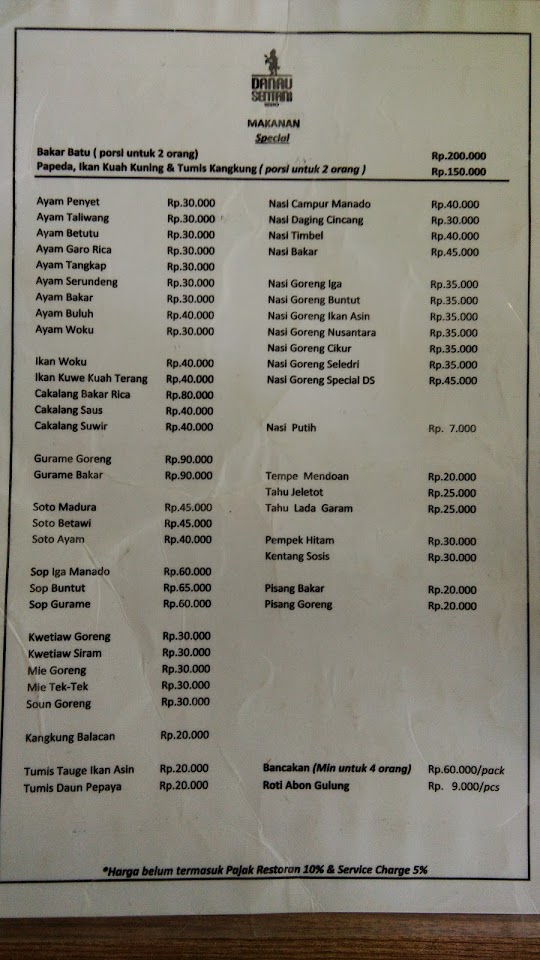 DANAU
SENTANI
MAKANAN
Special
Bakar Batu ( porsi untuk 2 orang) Rp.200.000
Papeda, Ikan Kuah Kuning & Tumis Kangkung ( porsi untuk 2 orang ) Rp.150.000
Ayam Penyet Rp.30.000
Ayam Taliwang Rp.30.000
Ayam Betutu Rp.30.000
Ayam Garo Rica Rp.30.000
Ayam Tangkap Rp.30.000
Ayam Serundeng Rp.30.000
Ayam Bakar Rp.30.000
Ayam Buluh Rp.40.000
Ayam Woku Rp.30.000
Ikan Woku Rp.40.000
Ikan Kuwe Kuah Terang Rp.40.000
Cakalang Bakar Rica Rp.80.000
Cakalang Saus Rp.40.000
Cakalang Suwir Rp.40.000
Gurame Goreng Rp.90.000
Gurame Bakar Rp.90.000
Soto Madura Rp.45.000
Soto Betawi Rp.45.000
Soto Ayam Rp.40.000
Sop Iga Manado Rp.60.000
Sop Buntut Rp.65.000
Sop Gurame Rp.60.000
Kwetiaw Goreng Rp.30.000
Kwetiaw Siram Rp.30.000
Mie Goreng Rp.30.000
Mie Tek-Tek Rp.30.000
Soun Goreng Rp.30.000
Kangkung Balacan Rp.20.000
Tumis Tauge Ikan Asin Rp.20.000
Tumis Daun Pepaya Rp.20.000
Nasi Campur Manado Rp.40.000
Nasi Daging Cincang Rp.30.000
Nasi Timbel Rp.40.000
Nasi Bakar Rp.45.000
Nasi Goreng Iga Rp.35.000
Nasi Goreng Buntut Rp.35.000
Nasi Goreng Ikan Asin Rp.35.000
Nasi Goreng Nusantara Rp.35.000
Nasi Goreng Cikur Rp.35.000
Nasi Goreng Seledri Rp.35.000
Nasi Goreng Special DS Rp.45.000
Nasi Putih Rp. 7.000
Tempe Mendoan Rp.20.000
Tahu Jeletot Rp.25.000
Tahu Lada Garam Rp.25.000
Pempek Hitam Rp.30.000
Kentang Sosis Rp.30.000
Pisang Bakar Rp.20.000
Pisang Goreng Rp.20.000
Bancakan (Min untuk 4 orang) Rp.60.000/pack
Roti Abon Gulung Rp. 9.000/pcs
*Harga belum termasuk Pajak Restoran 10% & Service Charge 5%